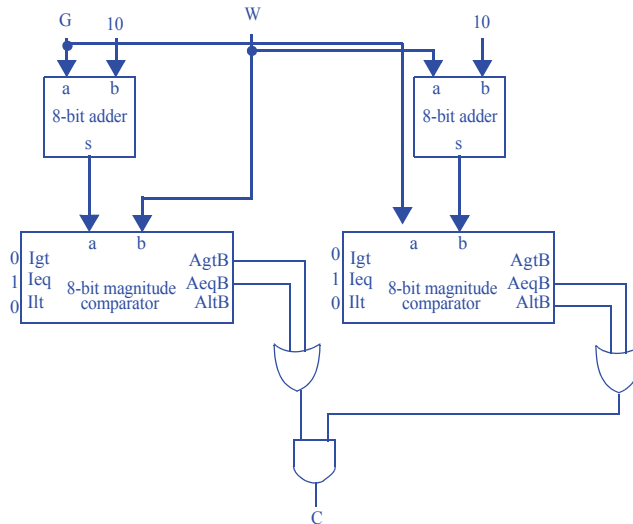 G
10
W
10
a b
8-bit adder
s
a b
8-bit adder
s
a b
0 Igt
1 Ieq
0 Ilt
8-bit magnitude
comparator
AgtB
AeqB
AltB
a b
0 Igt
1 Ieq
0 Ilt
8-bit magnitude
comparator
AgtB
AeqB
AltB
C